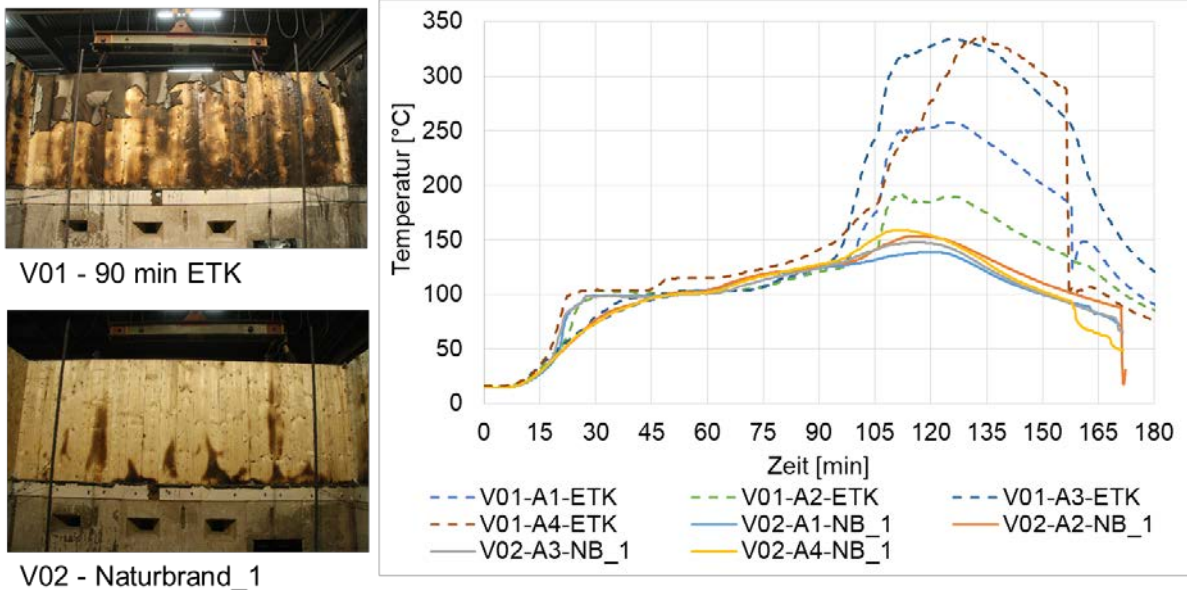 V01 - 90 min ETK
V02 - Naturbrand_1
Temperatur [°C]
350
300
250
200
150
100
50
0
0 15 30 45 60 75 90 105 120 135 150 165 180
Zeit [min]
V01-A1-ETK V01-A2-ETK V01-A3-ETK
V01-A4-ETK V02-A1-NB_1 V02-A2-NB_1
V02-A3-NB_1 V02-A4-NB_1